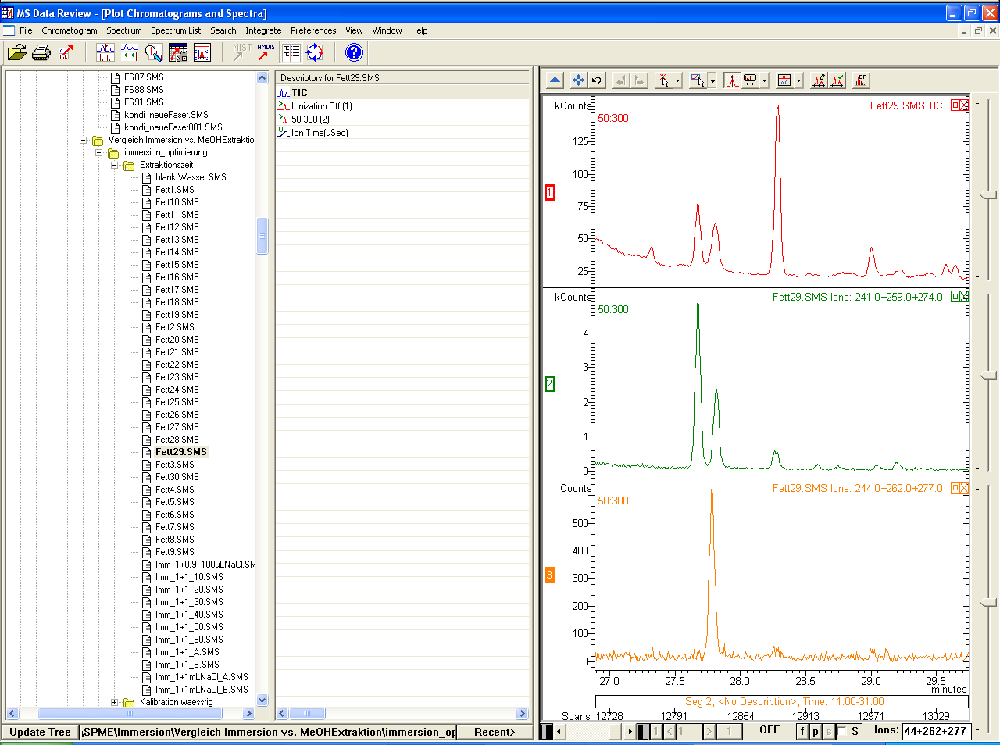 MS Data Review - [Plot Chromatograms and Spectra]
File Chromatogram Spectrum Spectrum List Search Integrate Preferences View Window Help
NIST AMDIS
FS87.SMS
FS88.SMS
FS91.SMS
kondi_neueFaser.SMS
kondi_neueFaser001.SMS
Vergleich Immersion vs. MeOHExtraktion
immersion_optimierung
Extraktionszeit
blank Wasser.SMS
Fett1.SMS
Fett10.SMS
Fett11.SMS
Fett12.SMS
Fett13.SMS
Fett14.SMS
Fett15.SMS
Fett16.SMS
Fett17.SMS
Fett18.SMS
Fett19.SMS
Fett2.SMS
Fett20.SMS
Fett21.SMS
Fett22.SMS
Fett23.SMS
Fett24.SMS
Fett25.SMS
Fett26.SMS
Fett27.SMS
Fett28.SMS
Fett29.SMS
Fett3.SMS
Fett30.SMS
Fett4.SMS
Fett5.SMS
Fett6.SMS
Fett7.SMS
Fett8.SMS
Fett9.SMS
Imm_1+0.9_100uLNaCl.SM
Imm_1+1_10.SMS
Imm_1+1_20.SMS
Imm_1+1_30.SMS
Imm_1+1_40.SMS
Imm_1+1_50.SMS
Imm_1+1_60.SMS
Imm_1+1_A.SMS
Imm_1+1_B.SMS
Imm_1+1mLNaCl_A.SMS
Imm_1+1mLNaCl_B.SMS
Kalibration waessrig
Update Tree
,SPME\Immersion\Vergleich Immersion vs. MeOHExtraktion\immersion_op
Recent>
Descriptors for Fett29.SMS
TIC
Ionization Off (1)
50:300 (2)
Ion Time(uSec)
BP
kCounts
Fett29.SMS TIC
50:300
125
100
75
50
25
1
kCounts
Fett29.SMS Ions: 241.0+259.0+274.0
50:300
4
3
2
1
0
2
Counts
Fett29.SMS Ions: 244.0+262.0+277.0
50:300
500
400
300
200
100
0
3
27.0 27.5 28.0 28.5 29.0 29.5
minutes
Seg 2, <No Description>, Time: 11.00-31.00
Scans 12728 12791 12854 12913 12971 13029
1 < 1 > 1 OFF f p s S Ions: 44+262+277